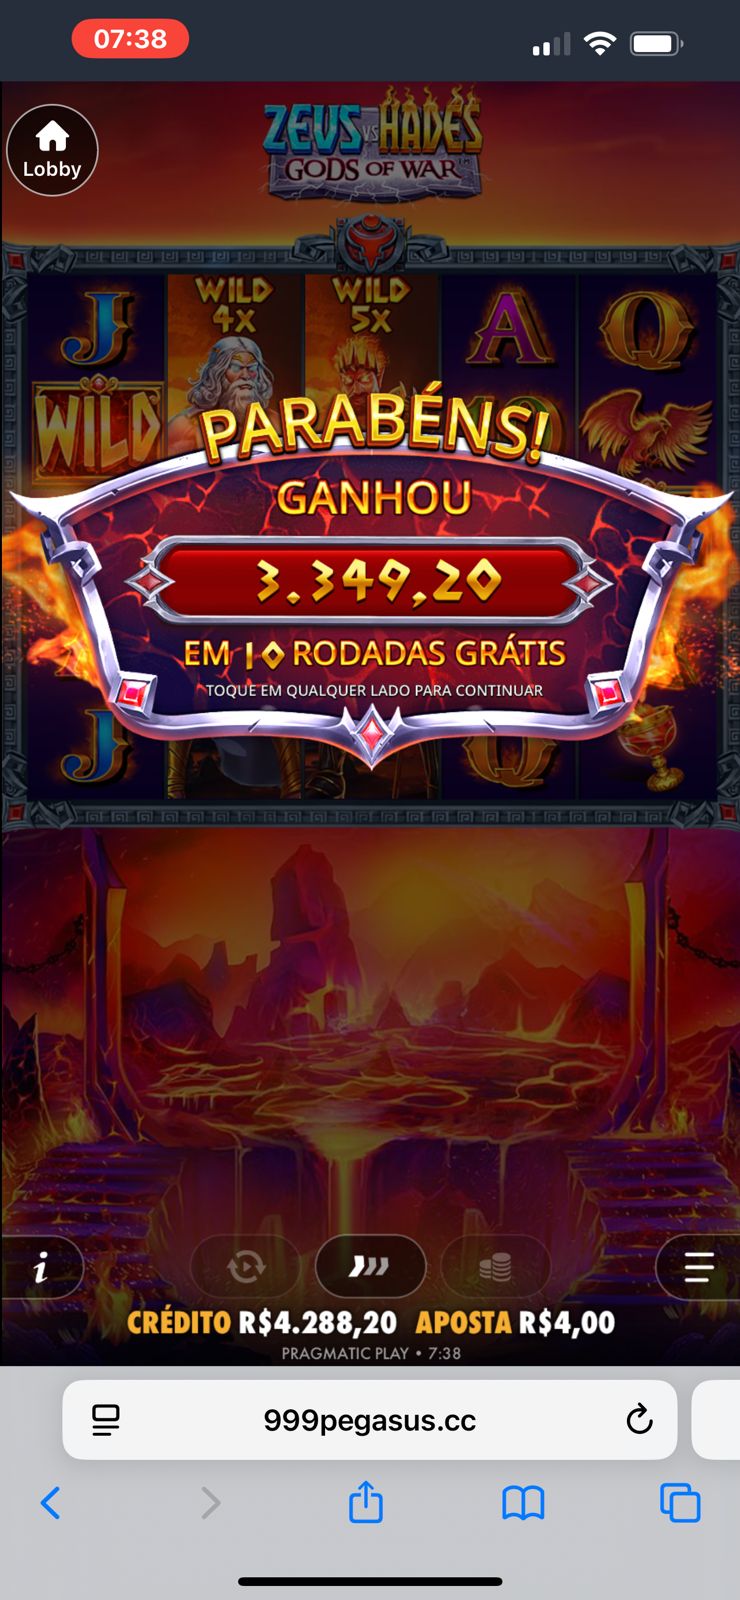 07:38
Lobby
ZEUS VS HADES
GODS OF WAR™
J
WILD
4X
WILD
5X
A
Q
WILD
PARABÉNS!
GANHOU
3.349,20
EM 10 RODADAS GRÁTIS
TOQUE EM QUALQUER LADO PARA CONTINUAR
J
Q
i
CRÉDITO R$4.288,20 APOSTA R$4,00
PRAGMATIC PLAY • 7:38
999pegasus.cc